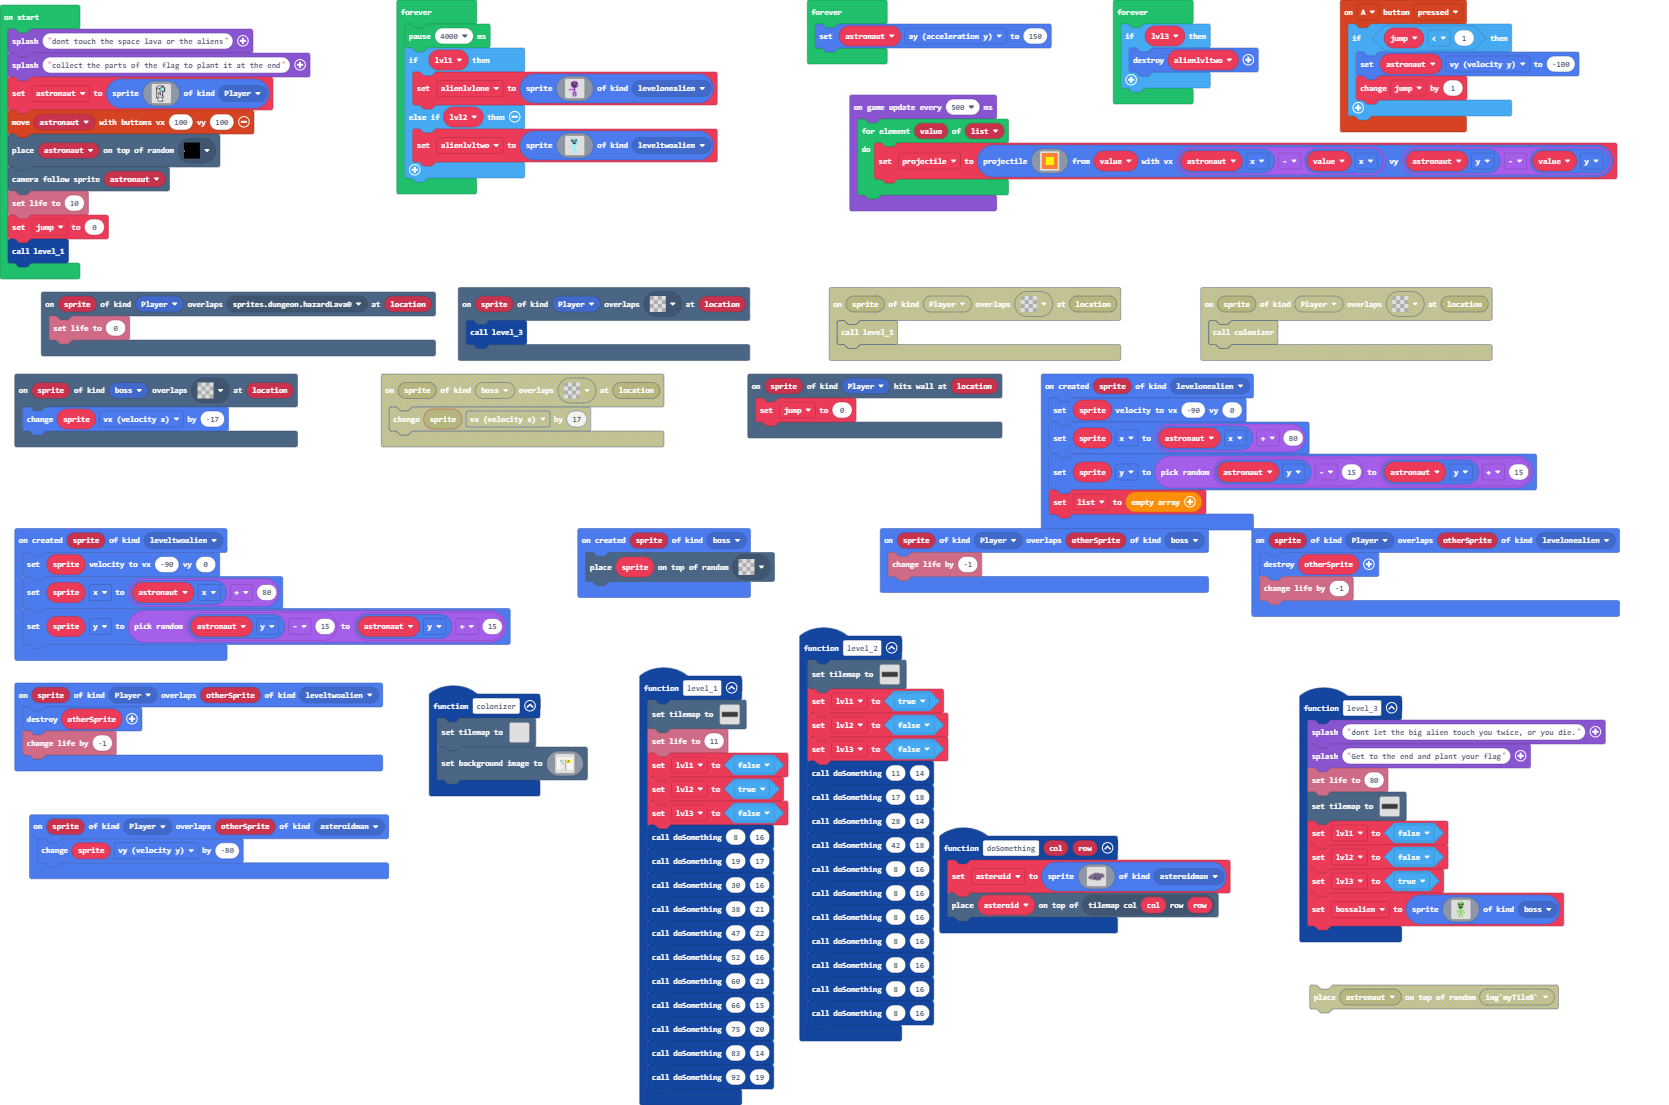 on start
splash "dont touch the space lava or the aliens"
splash "collect the parts of the flag to plant it at the end"
set astronaut to sprite of kind Player
move astronaut with buttons vx 100 vy 100
place astronaut on top of random
camera follow sprite astronaut
set life to 10
set jump to 0
call level_1
forever
pause 4000 ms
if lvl1 then
set alienlvlone to sprite of kind levelonealien
else if lvl2 then
set alienlvltwo to sprite of kind leveltwoalien
forever
set astronaut ay (acceleration y) to 150
forever
if lvl3 then
destroy alienlvltwo
on A button pressed
if jump < 1 then
set astronaut vy (velocity y) to -100
change jump by 1
on game update every 500 ms
for element value of list
do
set projectile to projectile from value with vx astronaut x - value x vy astronaut y - value y
on sprite of kind Player overlaps sprites.dungeon.hazardLava0 at location
set life to 0
on sprite of kind Player overlaps at location
call level_3
on sprite of kind Player overlaps at location
call level_1
on sprite of kind Player overlaps at location
call colonizer
on sprite of kind boss overlaps at location
change sprite vx (velocity x) by -17
on sprite of kind boss overlaps at location
change sprite vx (velocity x) by 17
on sprite of kind Player hits wall at location
set jump to 0
on created sprite of kind levelonealien
set sprite velocity to vx -90 vy 0
set sprite x to astronaut x + 80
set sprite y to pick random astronaut y - 15 to astronaut y + 15
set list to empty array
on created sprite of kind leveltwoalien
set sprite velocity to vx -90 vy 0
set sprite x to astronaut x + 80
set sprite y to pick random astronaut y - 15 to astronaut y + 15
on created sprite of kind boss
place sprite on top of random
on sprite of kind Player overlaps otherSprite of kind boss
change life by -1
on sprite of kind Player overlaps otherSprite of kind levelonealien
destroy otherSprite
change life by -1
on sprite of kind Player overlaps otherSprite of kind leveltwoalien
destroy otherSprite
change life by -1
on sprite of kind Player overlaps otherSprite of kind asteroidman
change sprite vy (velocity y) by -80
function colonizer
set tilemap to
set background image to
function level_1
set tilemap to
set life to 11
set lvl1 to false
set lvl2 to true
set lvl3 to false
call doSomething 8 16
call doSomething 19 17
call doSomething 30 16
call doSomething 38 21
call doSomething 47 22
call doSomething 52 16
call doSomething 60 21
call doSomething 66 15
call doSomething 75 20
call doSomething 83 14
call doSomething 92 19
function level_2
set tilemap to
set lvl1 to true
set lvl2 to false
set lvl3 to false
call doSomething 11 14
call doSomething 17 18
call doSomething 28 14
call doSomething 42 18
call doSomething 8 16
call doSomething 8 16
call doSomething 8 16
call doSomething 8 16
call doSomething 8 16
call doSomething 8 16
call doSomething 8 16
function doSomething col row
set asteroid to sprite of kind asteroidman
place asteroid on top of tilemap col col row row
function level_3
splash "dont let the big alien touch you twice, or you die."
splash "Get to the end and plant your flag"
set life to 80
set tilemap to
set lvl1 to false
set lvl2 to false
set lvl3 to true
set bossalien to sprite of kind boss
place astronaut on top of random img`myTile8`